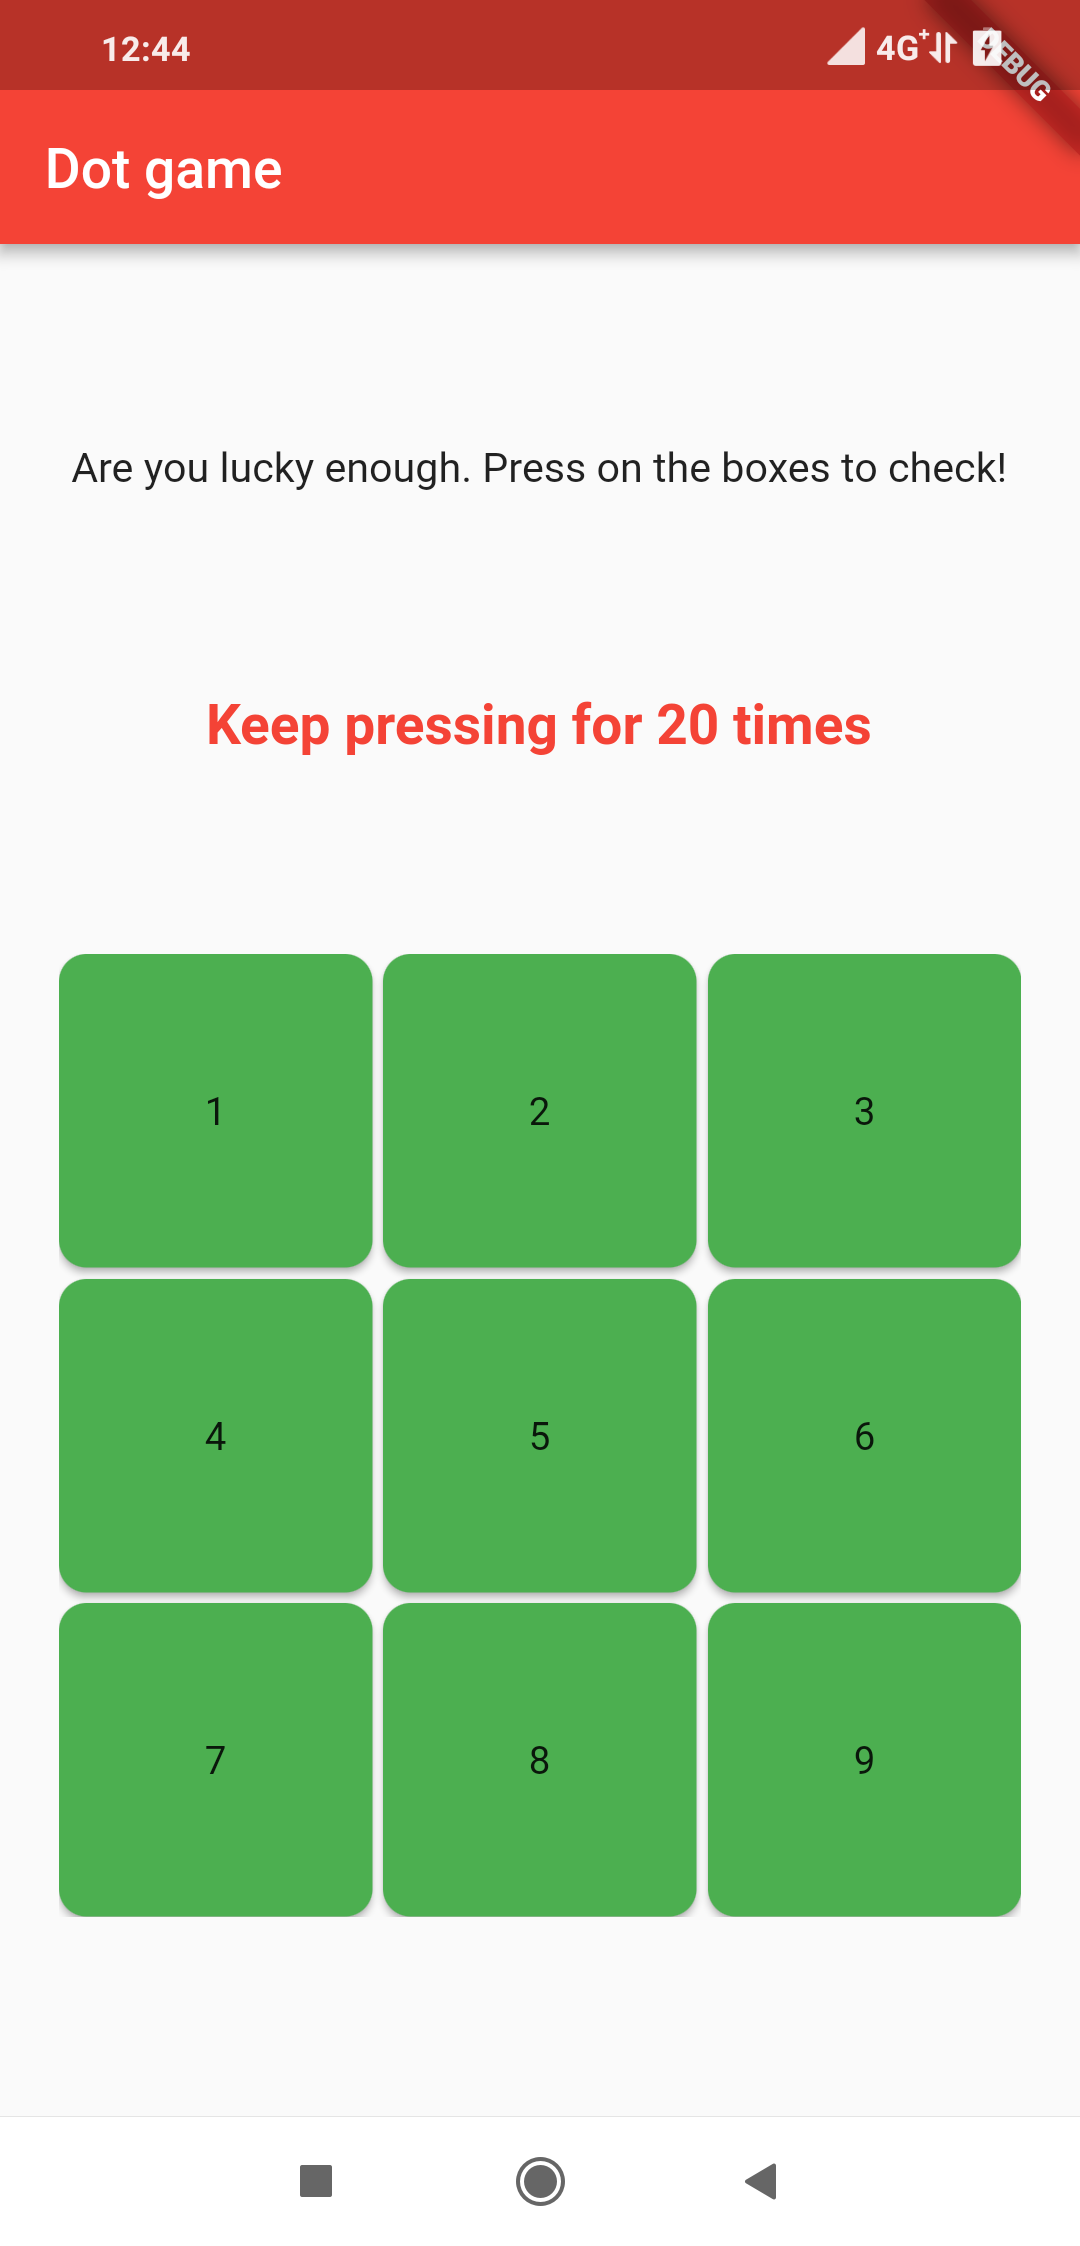 12:44 4G+ DEBUG
Dot game
Are you lucky enough. Press on the boxes to check!
Keep pressing for 20 times
1 2 3
4 5 6
7 8 9